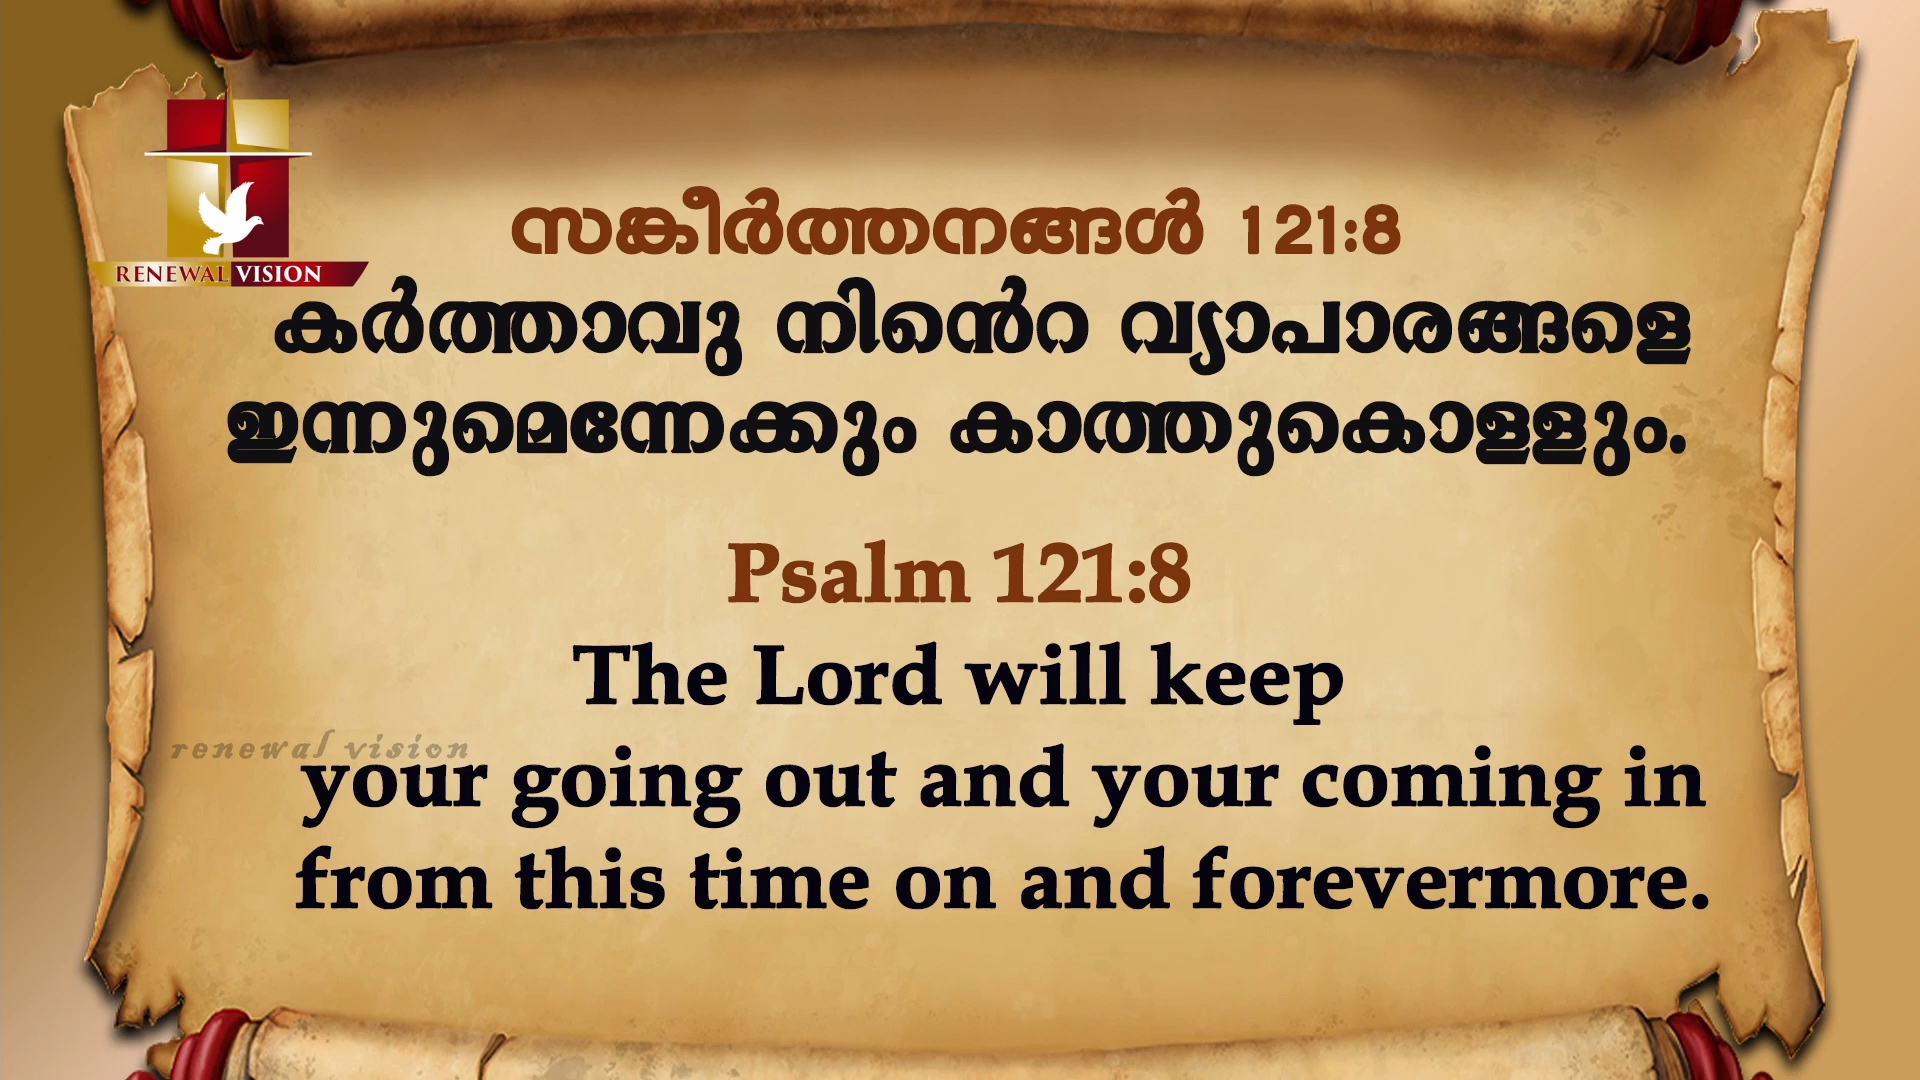 RENEWAL VISION
സങ്കീർത്തനങ്ങൾ 121:8
കർത്താവു നിൻെറ വ്യാപാരങ്ങളെ
ഇന്നുമെന്നേക്കും കാത്തുകൊള്ളും.
Psalm 121:8
The Lord will keep
renewal vision
your going out and your coming in
from this time on and forevermore.